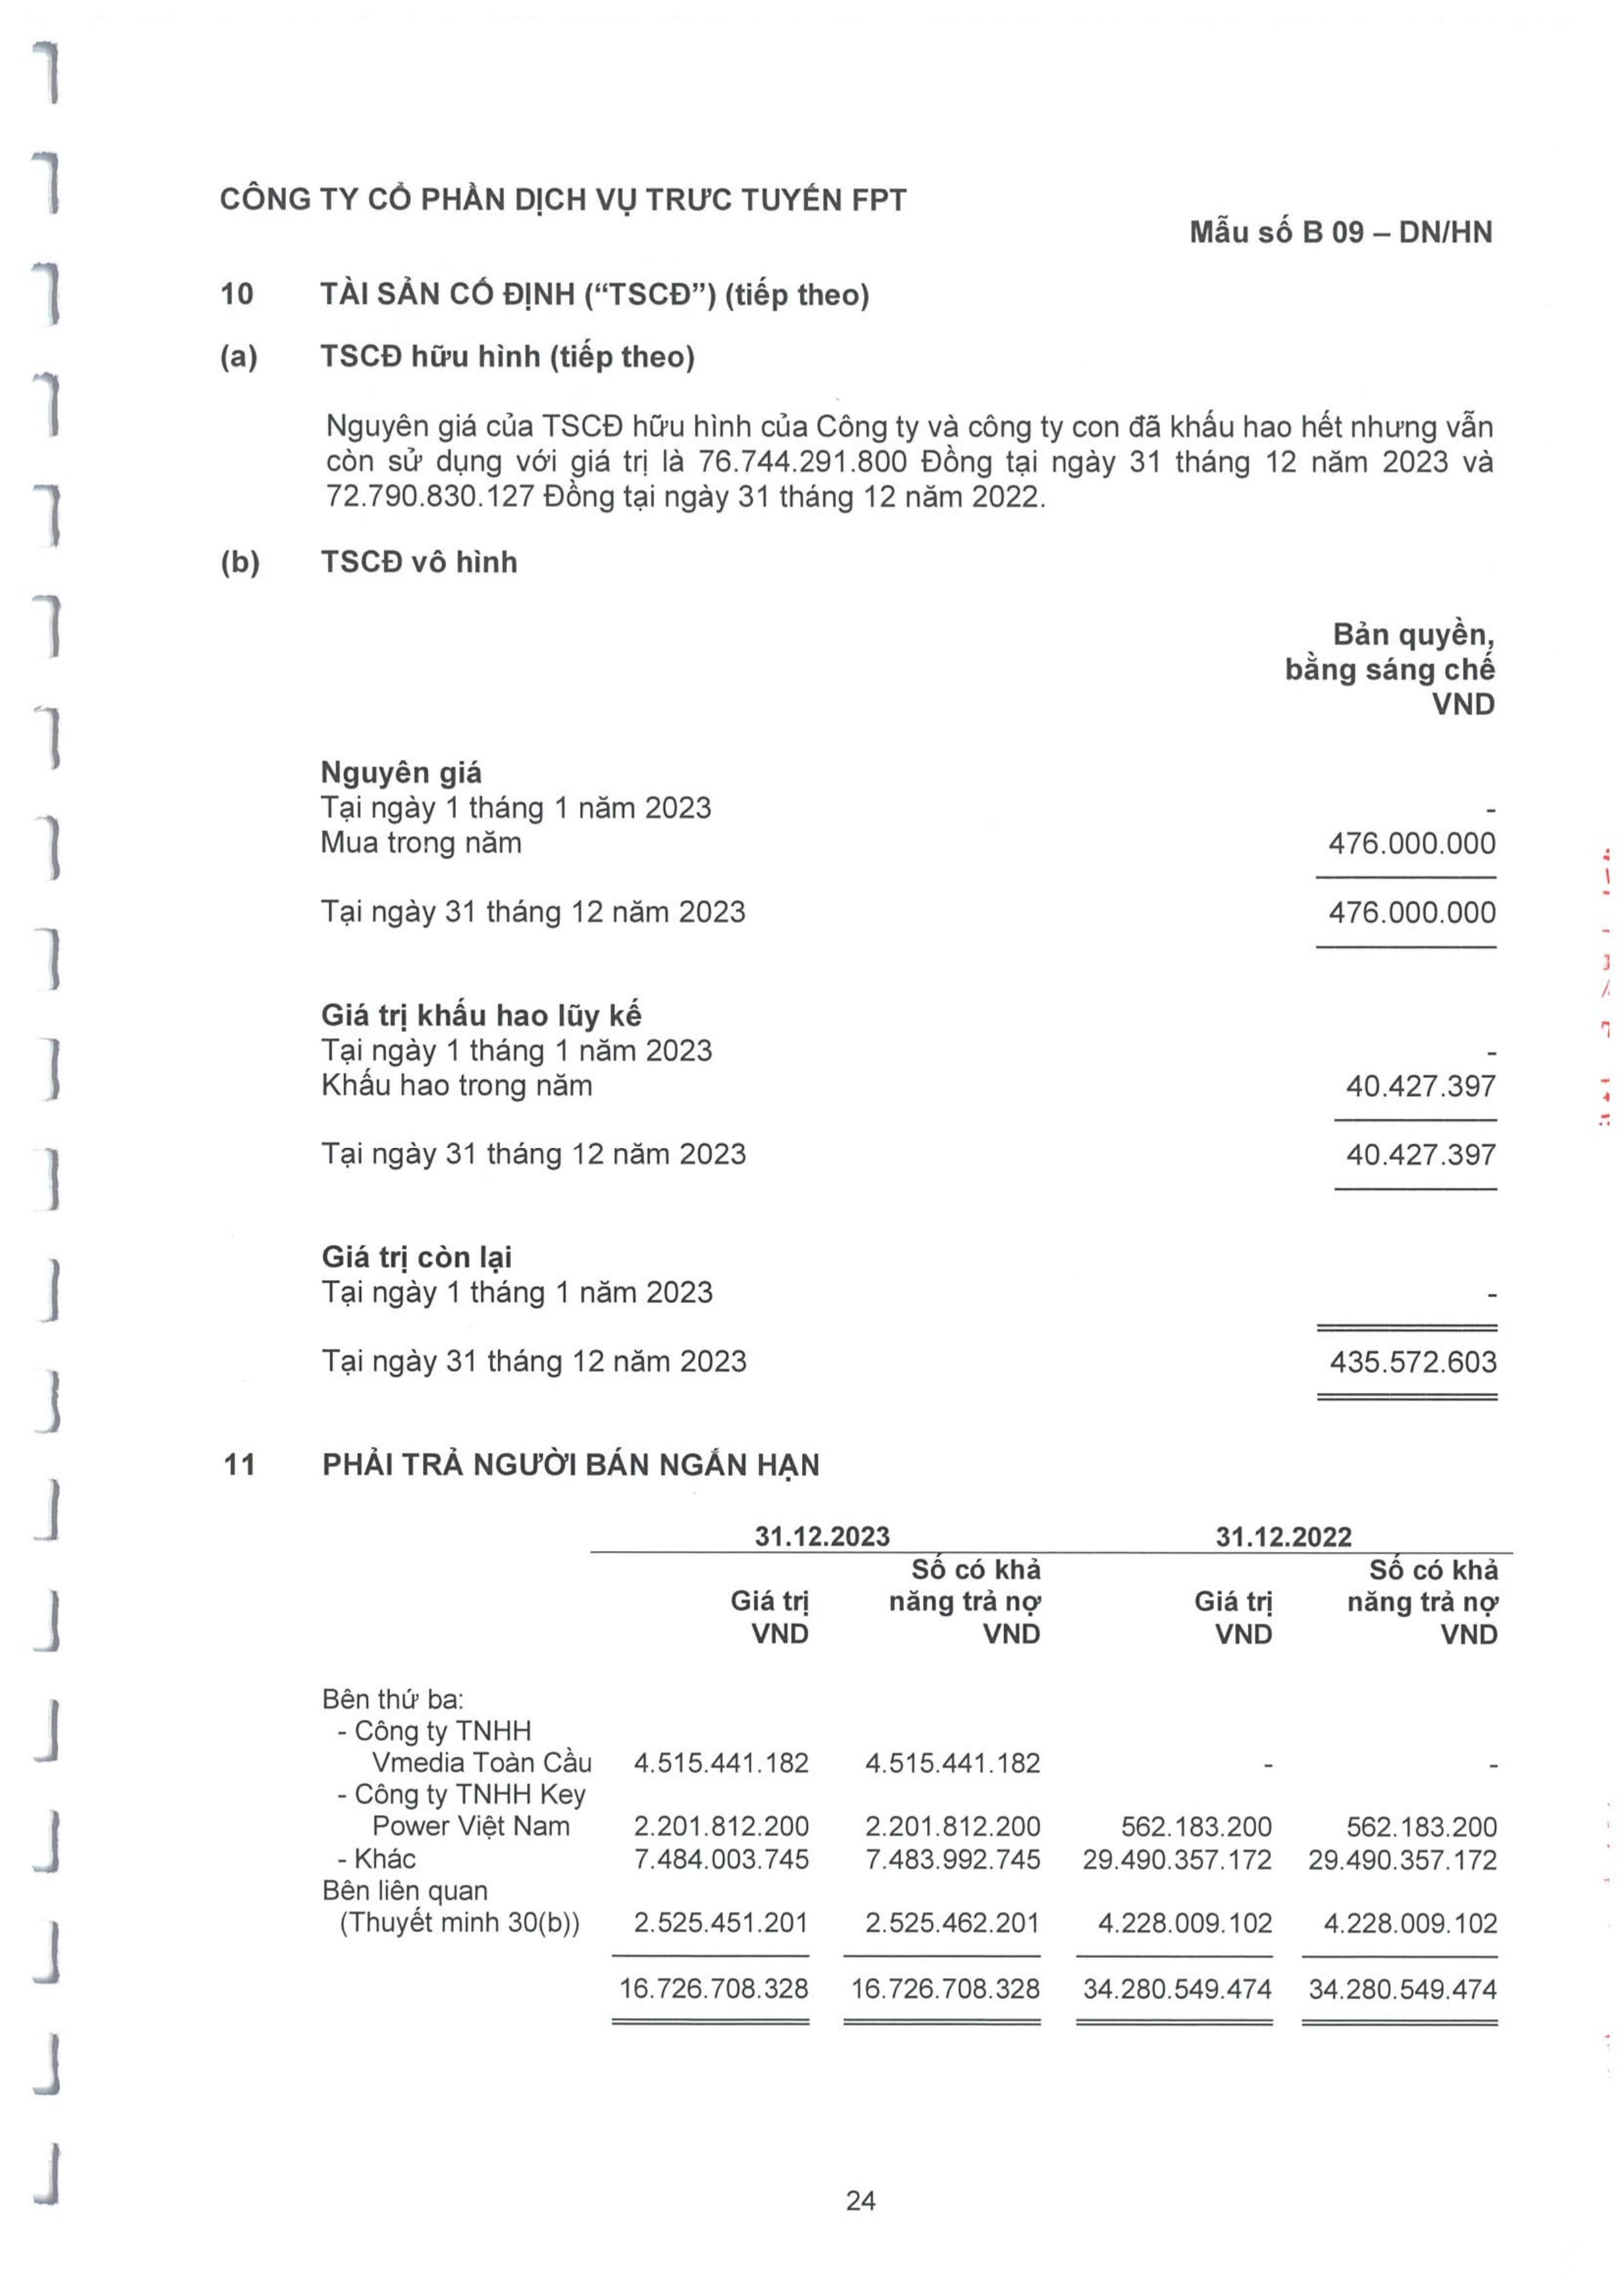 CÔNG TY CỔ PHẦN DỊCH VỤ TRỰC TUYẾN FPT
Mẫu số B 09 – DN/HN
10 TÀI SẢN CỐ ĐỊNH (“TSCĐ”) (tiếp theo)
(a) TSCĐ hữu hình (tiếp theo)
Nguyên giá của TSCĐ hữu hình của Công ty và công ty con đã khấu hao hết nhưng vẫn
còn sử dụng với giá trị là 76.744.291.800 Đồng tại ngày 31 tháng 12 năm 2023 và
72.790.830.127 Đồng tại ngày 31 tháng 12 năm 2022.
(b) TSCĐ vô hình
Bản quyền,
bằng sáng chế
VND
Nguyên giá
Tại ngày 1 tháng 1 năm 2023 -
Mua trong năm 476.000.000
Tại ngày 31 tháng 12 năm 2023 476.000.000
Giá trị khấu hao lũy kế
Tại ngày 1 tháng 1 năm 2023 -
Khấu hao trong năm 40.427.397
Tại ngày 31 tháng 12 năm 2023 40.427.397
Giá trị còn lại
Tại ngày 1 tháng 1 năm 2023 -
Tại ngày 31 tháng 12 năm 2023 435.572.603
11 PHẢI TRẢ NGƯỜI BÁN NGẮN HẠN
31.12.2023 31.12.2022
Số có khả Số có khả
Giá trị năng trả nợ Giá trị năng trả nợ
VND VND VND VND
Bên thứ ba:
- Công ty TNHH
Vmedia Toàn Cầu 4.515.441.182 4.515.441.182 - -
- Công ty TNHH Key
Power Việt Nam 2.201.812.200 2.201.812.200 562.183.200 562.183.200
- Khác 7.484.003.745 7.483.992.745 29.490.357.172 29.490.357.172
Bên liên quan
(Thuyết minh 30(b)) 2.525.451.201 2.525.462.201 4.228.009.102 4.228.009.102
16.726.708.328 16.726.708.328 34.280.549.474 34.280.549.474
24